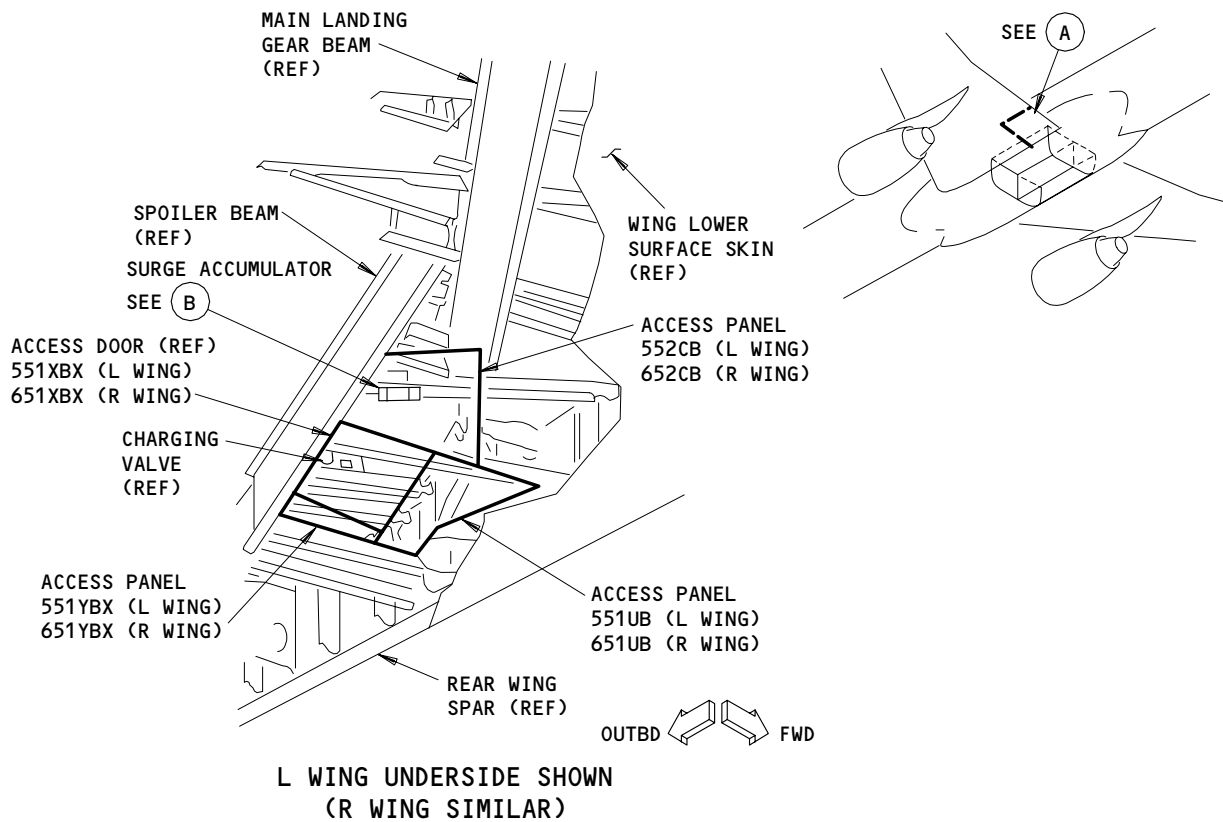 MAIN LANDING
GEAR BEAM
(REF)
SEE A
SPOILER BEAM
(REF)
SURGE ACCUMULATOR
SEE B
WING LOWER
SURFACE SKIN
(REF)
ACCESS DOOR (REF)
551XBX (L WING)
651XBX (R WING)
ACCESS PANEL
552CB (L WING)
652CB (R WING)
CHARGING
VALVE
(REF)
ACCESS PANEL
551YBX (L WING)
651YBX (R WING)
ACCESS PANEL
551UB (L WING)
651UB (R WING)
REAR WING
SPAR (REF)
OUTBD FWD
L WING UNDERSIDE SHOWN
(R WING SIMILAR)